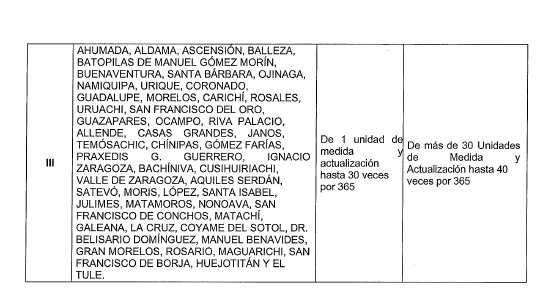 III
AHUMADA, ALDAMA, ASCENSIÓN, BALLEZA,
BATOPILAS DE MANUEL GÓMEZ MORÍN,
BUENAVENTURA, SANTA BÁRBARA, OJINAGA,
NAMIQUIPA, URIQUE, CORONADO,
GUADALUPE, MORELOS, CARICHÍ, ROSALES,
URUACHI, SAN FRANCISCO DEL ORO,
GUAZAPARES, OCAMPO, RIVA PALACIO,
ALLENDE, CASAS GRANDES, JANOS,
TEMÓSACHIC, CHÍNIPAS, GÓMEZ FARÍAS,
PRAXEDIS G. GUERRERO, IGNACIO
ZARAGOZA, BACHÍNIVA, CUSIHUIRIACHI,
VALLE DE ZARAGOZA, AQUILES SERDÁN,
SATEVÓ, MORIS, LÓPEZ, SANTA ISABEL,
JULIMES, MATAMOROS, NONOAVA, SAN
FRANCISCO DE CONCHOS, MATACHÍ,
GALEANA, LA CRUZ, COYAME DEL SOTOL, DR.
BELISARIO DOMÍNGUEZ, MANUEL BENAVIDES,
GRAN MORELOS, ROSARIO, MAGUARICHI, SAN
FRANCISCO DE BORJA, HUEJOTITÁN Y EL
TULE.
De 1 unidad de
medida y
actualización
hasta 30 veces
por 365
De más de 30 Unidades
de Medida y
Actualización hasta 40
veces por 365